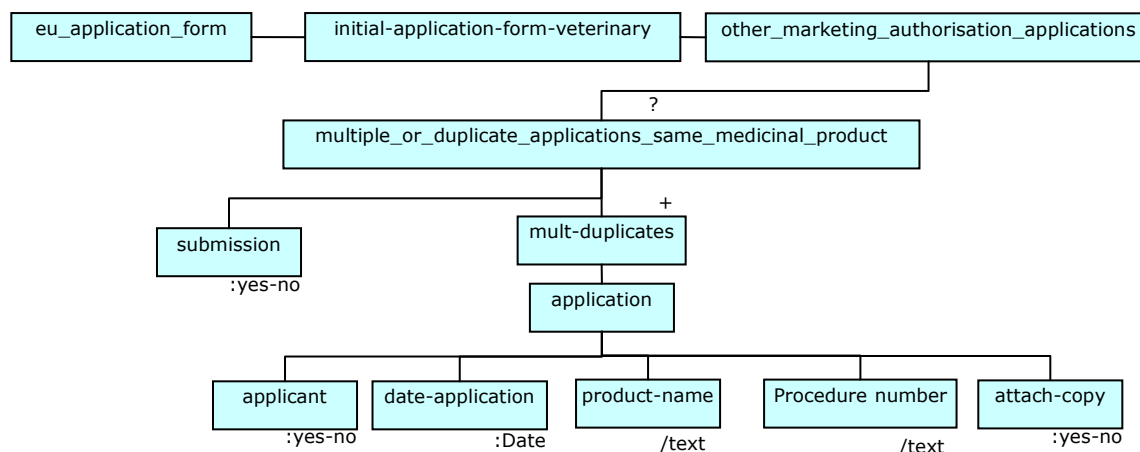 eu_application_form
initial-application-form-veterinary
other_marketing_authorisation_applications
?
multiple_or_duplicate_applications_same_medicinal_product
+
mult-duplicates
submission
:yes-no
application
applicant
:yes-no
date-application
:Date
product-name
/text
Procedure number
/text
attach-copy
:yes-no